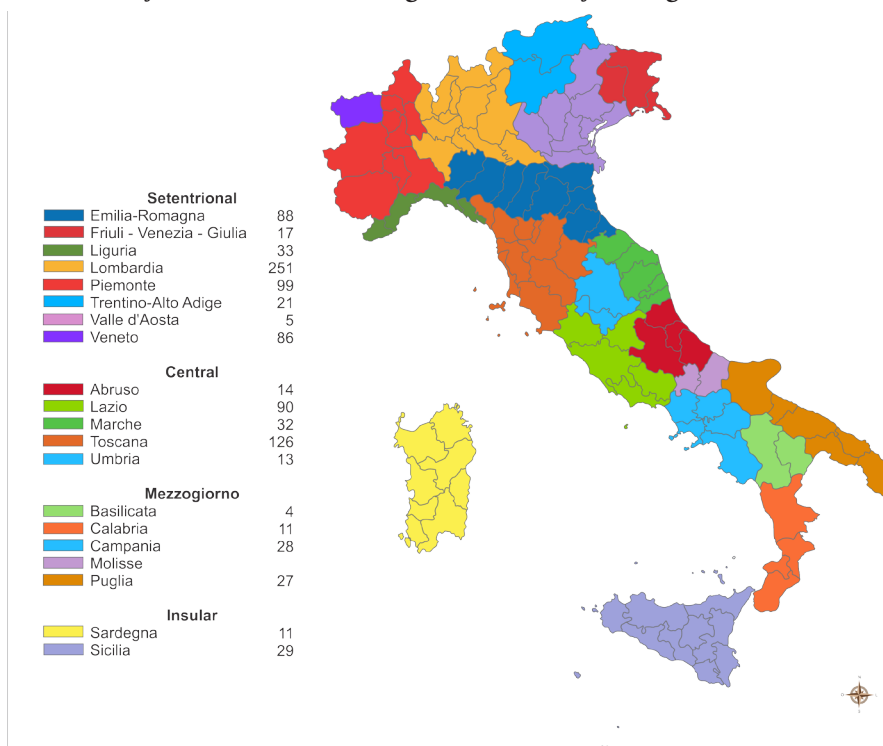 Setentrional
Emilia-Romagna 88
Friuli - Venezia - Giulia 17
Liguria 33
Lombardia 251
Piemonte 99
Trentino-Alto Adige 21
Valle d'Aosta 5
Veneto 86
Central
Abruso 14
Lazio 90
Marche 32
Toscana 126
Umbria 13
Mezzogiorno
Basilicata 4
Calabria 11
Campania 28
Molisse
Puglia 27
Insular
Sardegna 11
Sicilia 29